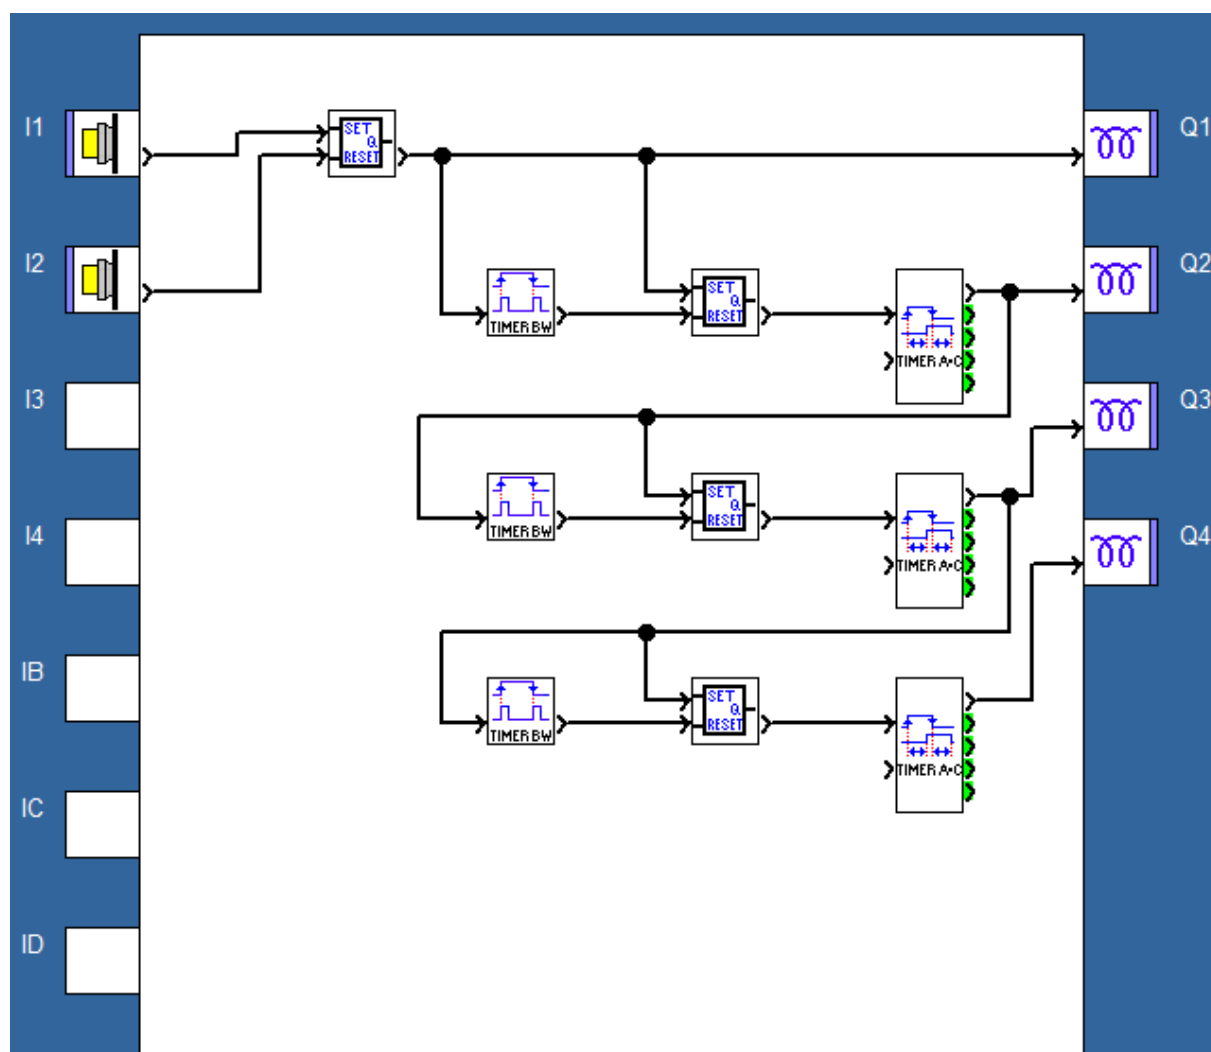 I1
SET
Q
RESET
Q1
I2
Q2
TIMER BW
SET
Q
RESET
TIMER A•C
I3
Q3
I4
TIMER BW
SET
Q
RESET
TIMER A•C
Q4
IB
TIMER BW
SET
Q
RESET
TIMER A•C
IC
ID